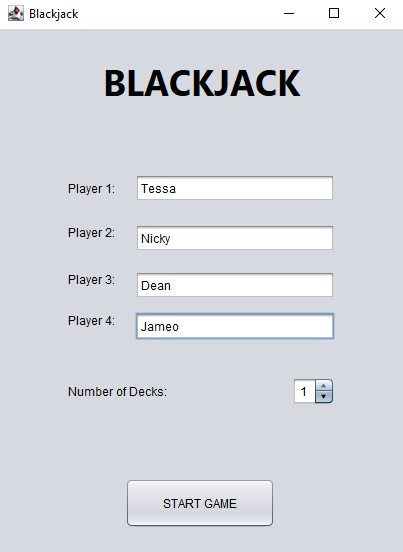 Blackjack
BLACKJACK
Player 1: Tessa
Player 2: Nicky
Player 3: Dean
Player 4: Jameo
Number of Decks: 1
START GAME